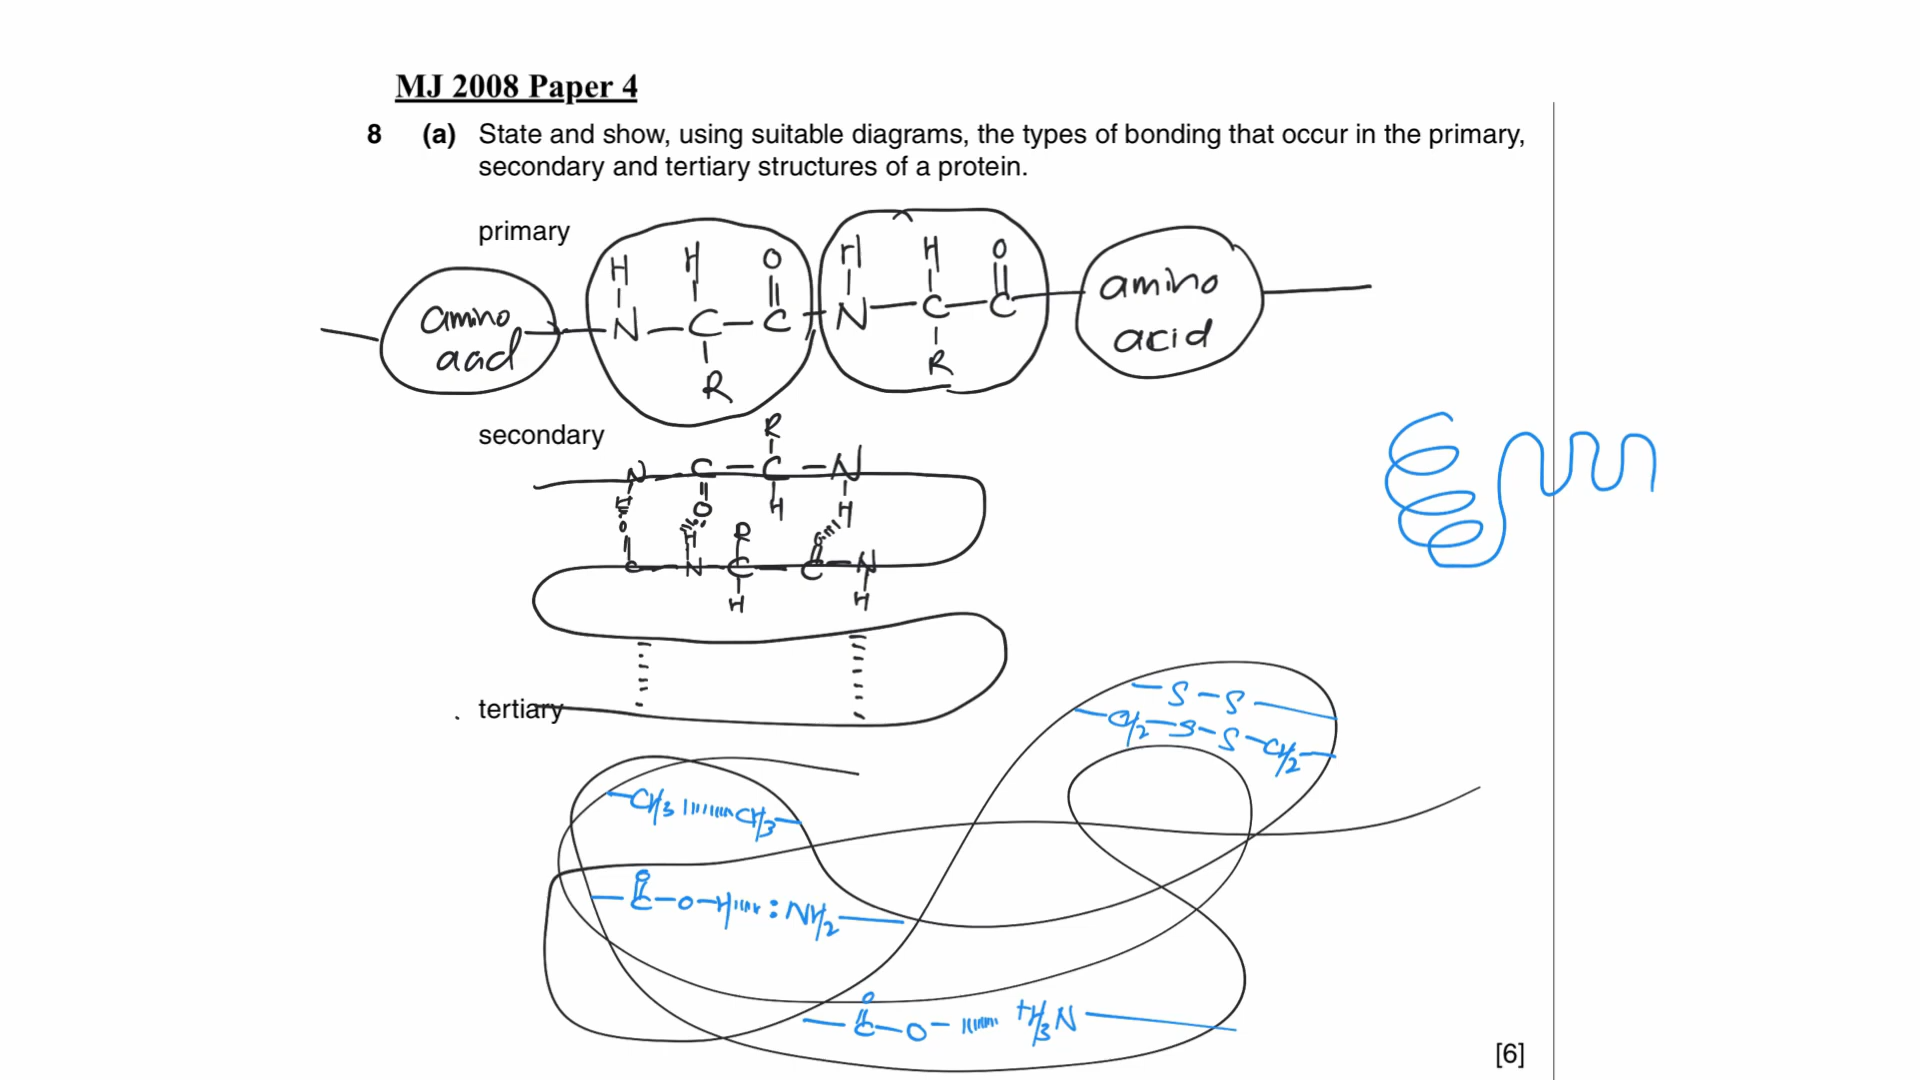 MJ 2008 Paper 4
8 (a) State and show, using suitable diagrams, the types of bonding that occur in the primary,
secondary and tertiary structures of a protein.
primary
H H O H H O
amino acid N – C – C – N – C – C amino acid
R R
secondary
R
N – C – C – N
H O H H
O H R
C – N – C – C – N
H H
. tertiary
– S – S –
– CH2 – S – S – CH2 –
– CH3 CH3 –
O
– C – O – H : NH2 –
O
– C – O – +H3N –
[6]